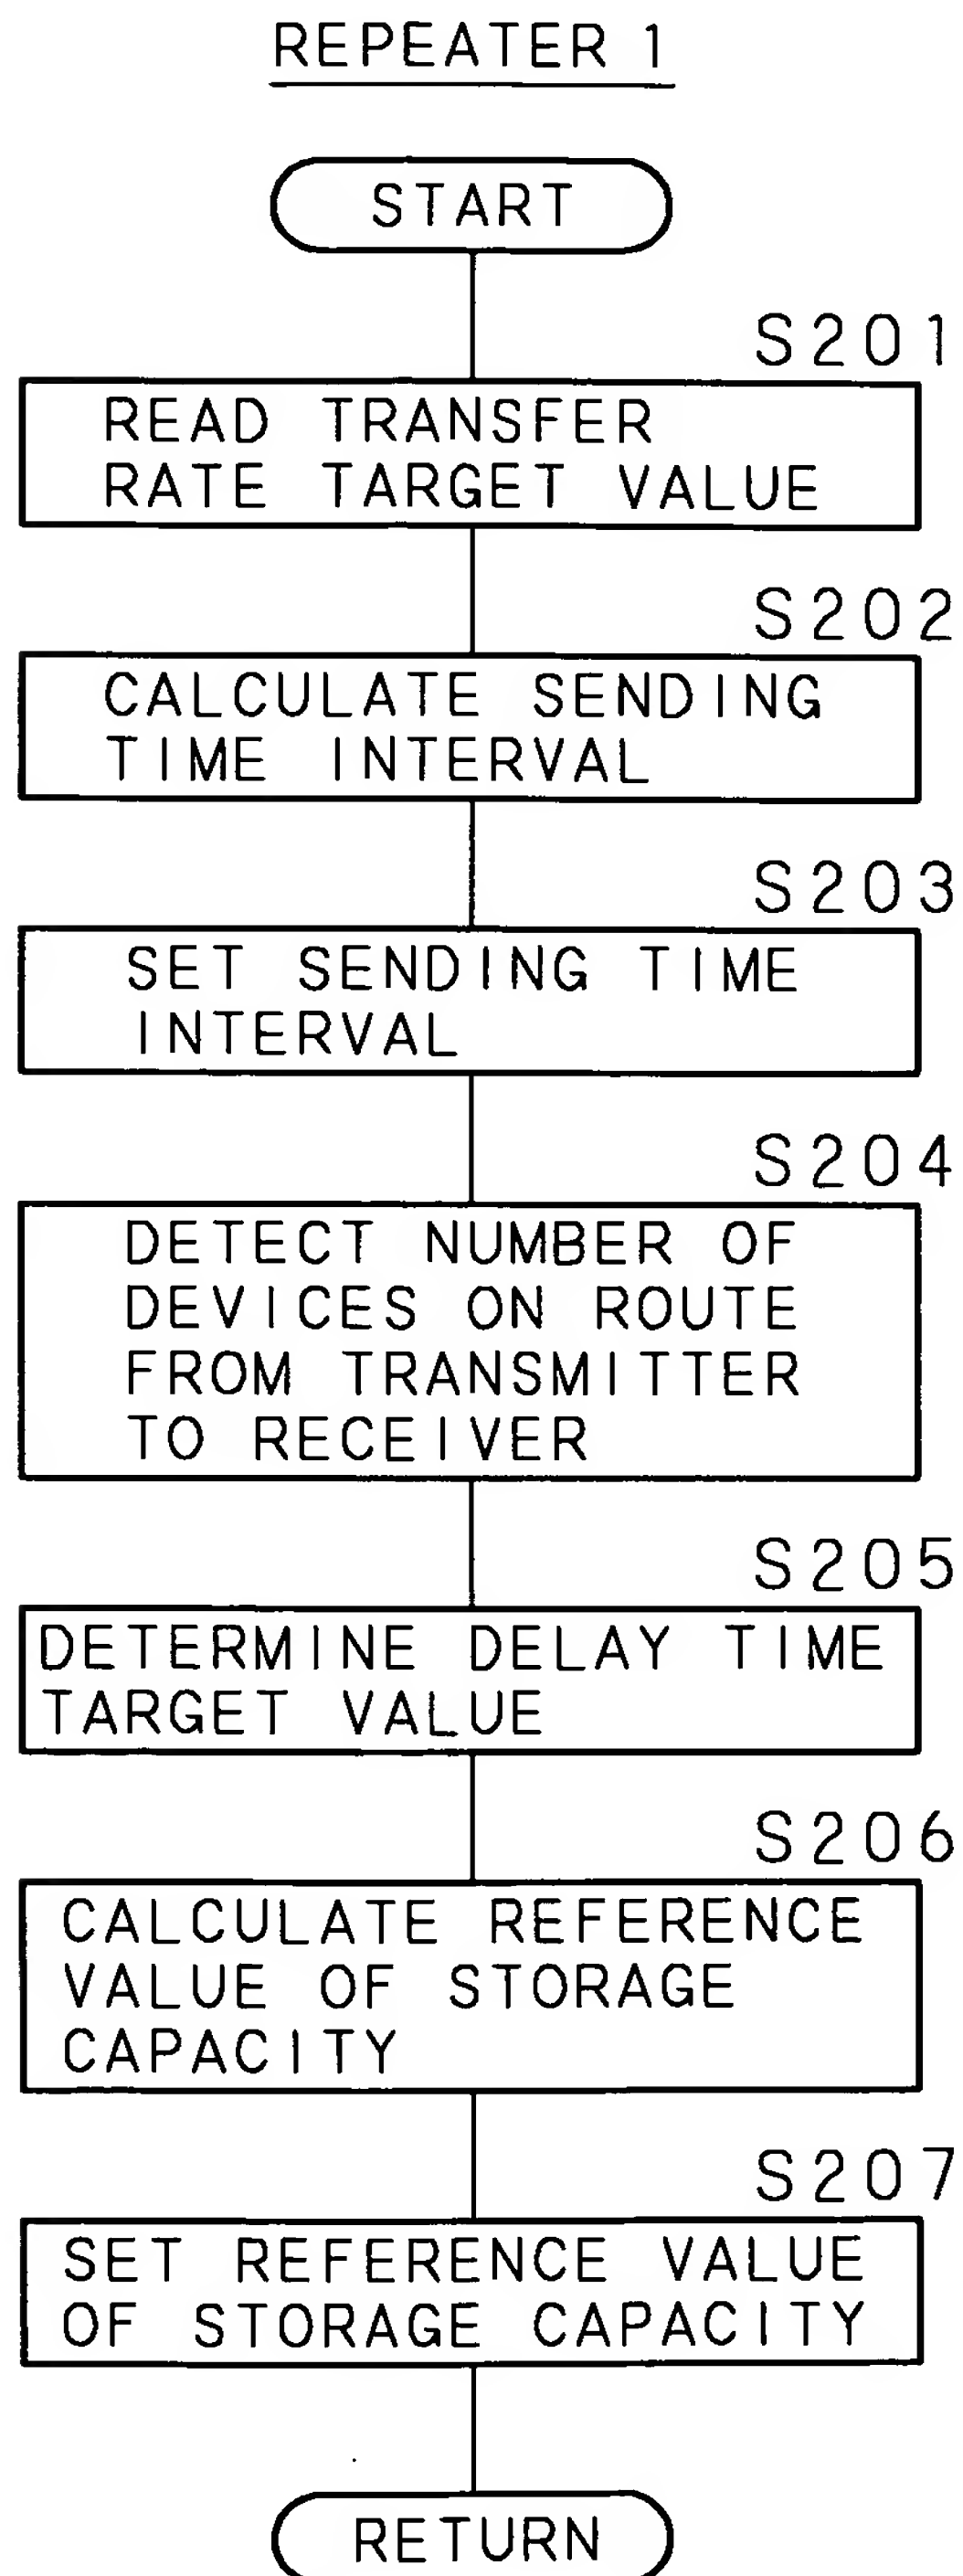 REPEATER 1
START
S201
READ TRANSFER
RATE TARGET VALUE
S202
CALCULATE SENDING
TIME INTERVAL
S203
SET SENDING TIME
INTERVAL
S204
DETECT NUMBER OF
DEVICES ON ROUTE
FROM TRANSMITTER
TO RECEIVER
S205
DETERMINE DELAY TIME
TARGET VALUE
S206
CALCULATE REFERENCE
VALUE OF STORAGE
CAPACITY
S207
SET REFERENCE VALUE
OF STORAGE CAPACITY
RETURN